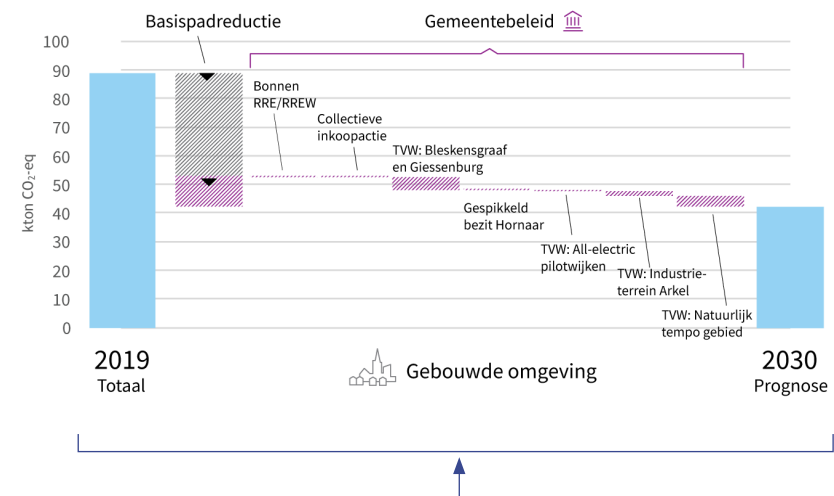 Basispadreductie
Gemeentebeleid
100
90
80
70
60
50
40
30
20
10
0
kton CO₂-eq
Bonnen
RRE/RREW
Collectieve
inkoopactie
TVW: Bleskensgraaf
en Giessenburg
Gespikkeld
bezit Hornaar
TVW: All-electric
pilotwijken
TVW: Industrie-
terrein Arkel
TVW: Natuurlijk
tempo gebied
2019
Totaal
Gebouwde omgeving
2030
Prognose